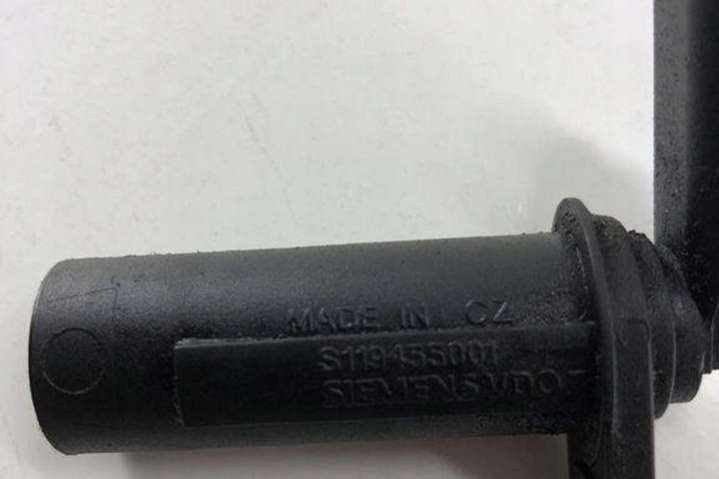 MADE IN CZ
S119455001
SIEMENS VDO